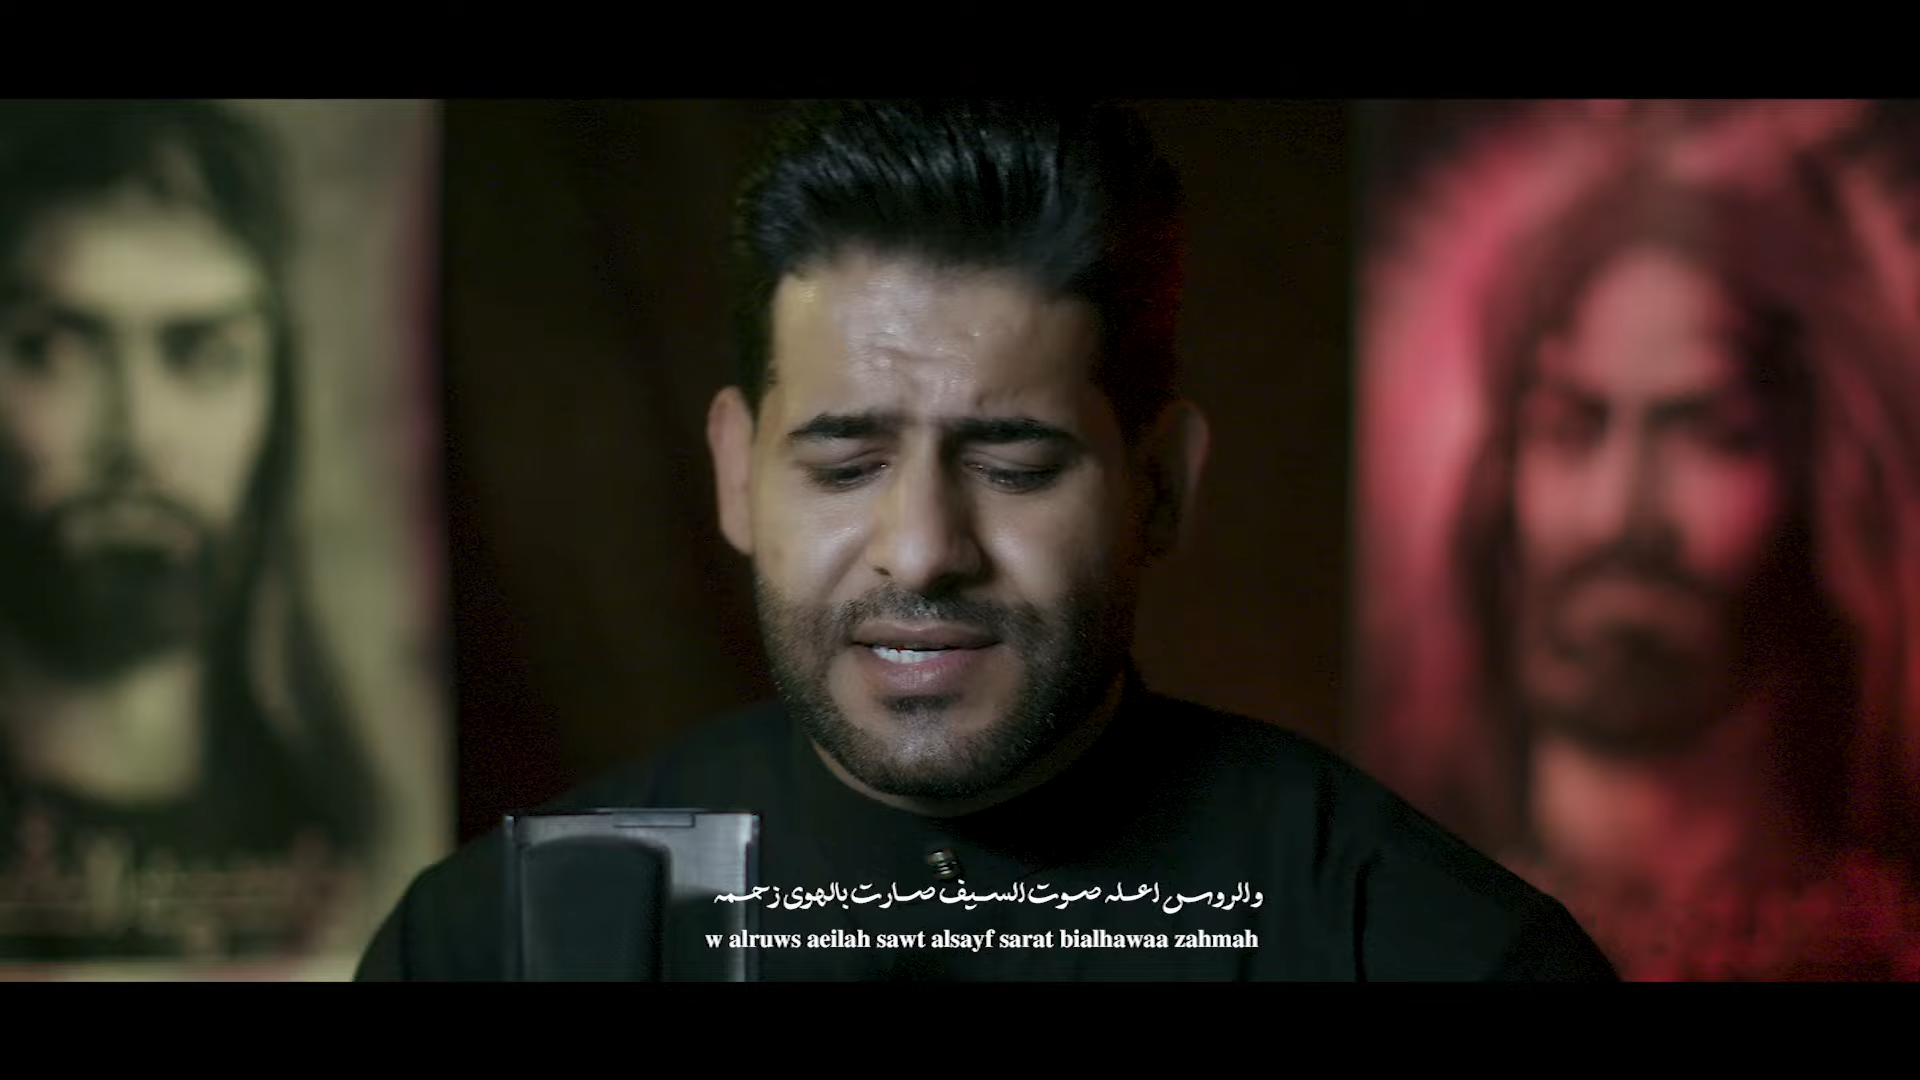 والروس اعله صوت السيف صارت بالهوى زحمه
w alruws aeilah sawt alsayf sarat bialhawaa zahmah